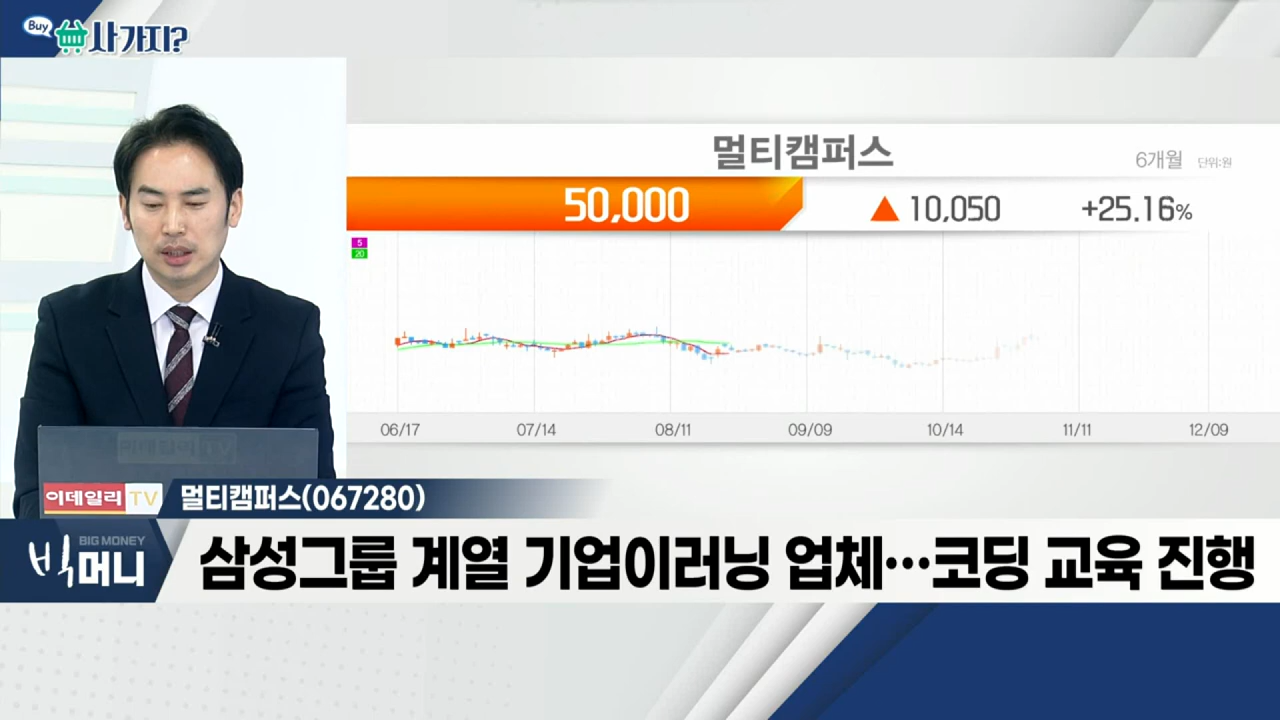 Buy
사가지?
멀티캠퍼스
6개월 단위:원
50,000 ▲ 10,050 +25.16%
5
20
06/17 07/14 08/11 09/09 10/14 11/11 12/09
이데일리TV
이데일리TV 멀티캠퍼스(067280)
BIG MONEY
빅머니
삼성그룹 계열 기업이러닝 업체…코딩 교육 진행